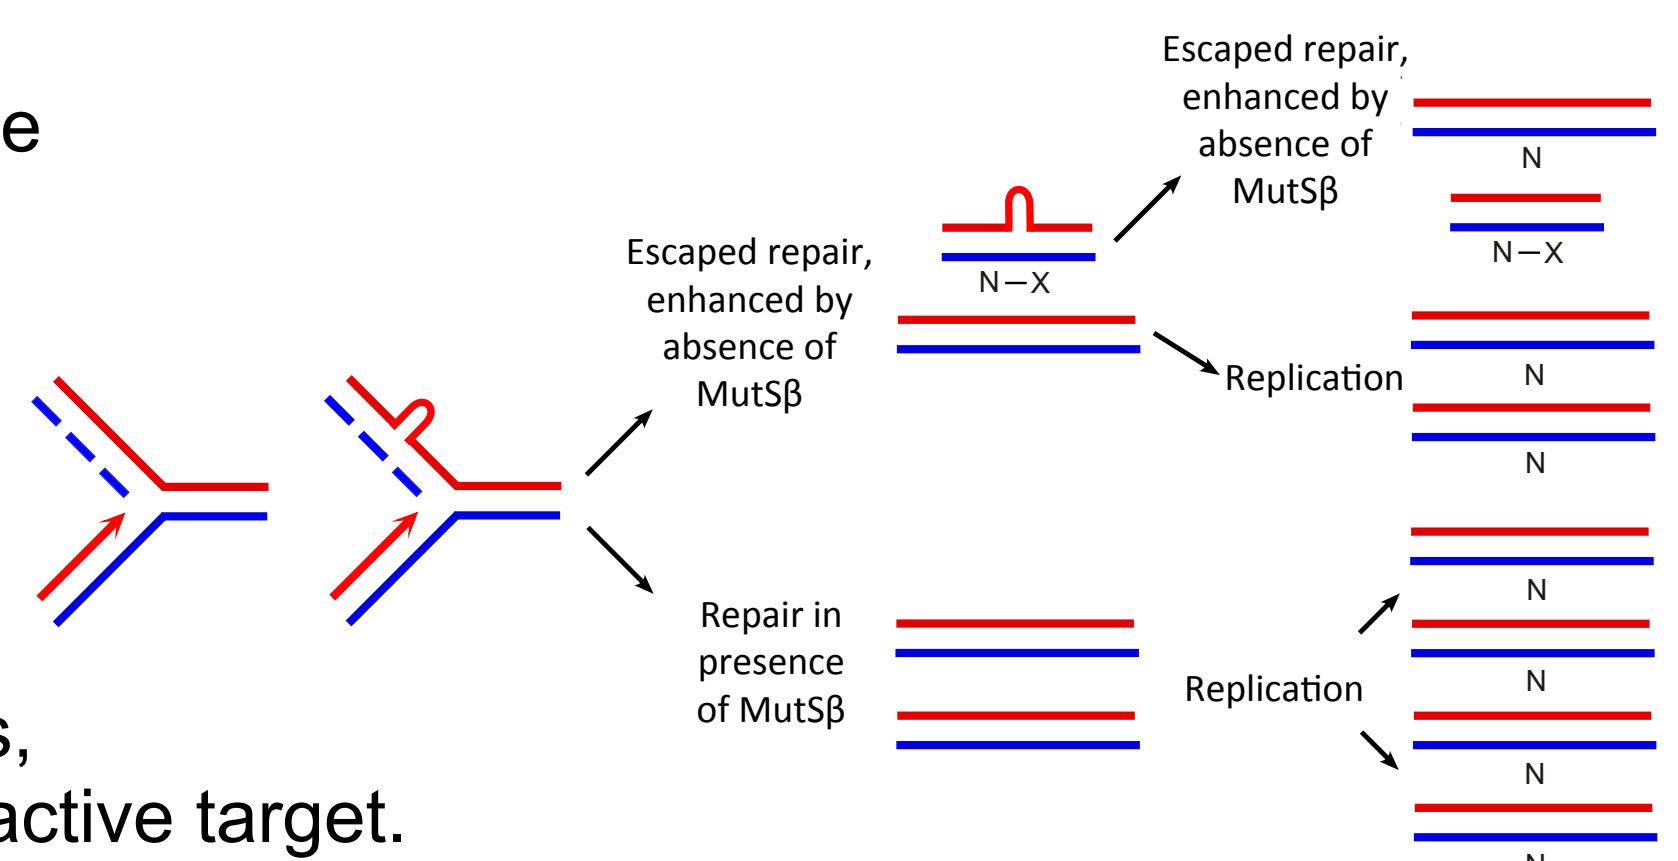 e
s,
active target.
Escaped repair,
enhanced by
absence of
MutSβ
Repair in
presence
of MutSβ
N–X
Escaped repair,
enhanced by
absence of
MutSβ
Replication
Replication
N
N–X
N
N
N
N
N